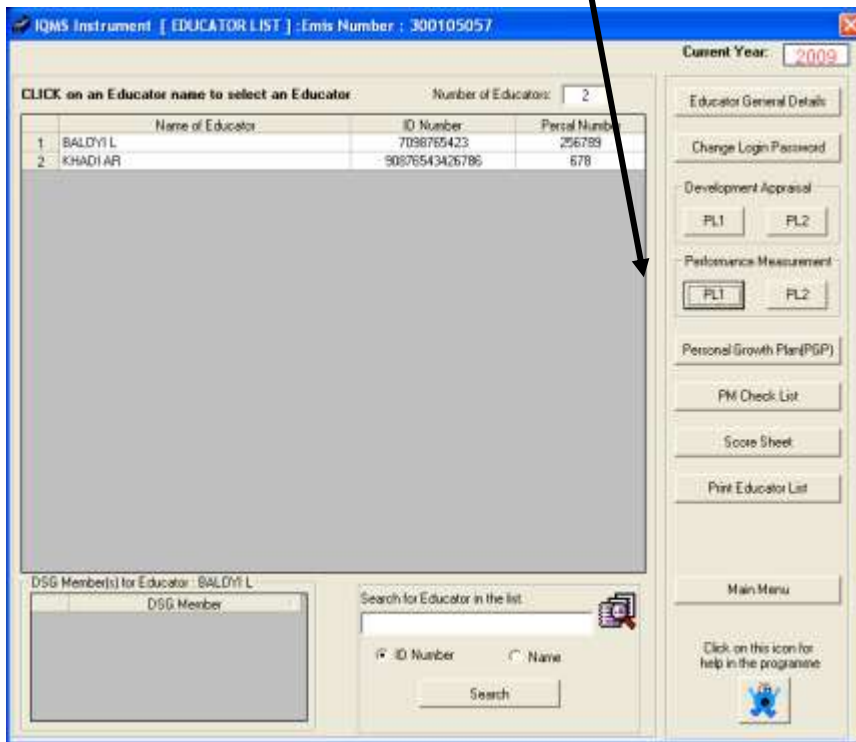 IQMS Instrument [ EDUCATOR LIST ] :Emis Number : 300105057
Current Year: 2009
CLICK on an Educator name to select an Educator
Number of Educators: 2
Name of Educator ID Number Persal Number
1 BALOYI L 7098765423 256789
2 KHADI AR 90876543426786 678
Educator General Details
Change Login Password
Development Appraisal
PL1 PL2
Performance Measurement
PL1 PL2
Personal Growth Plan(PGP)
PM Check List
Score Sheet
Print Educator List
Main Menu
Click on this icon for
help in the programme
DSG Member(s) for Educator : BALOYI L
DSG Member
Search for Educator in the list
ID Number Name
Search